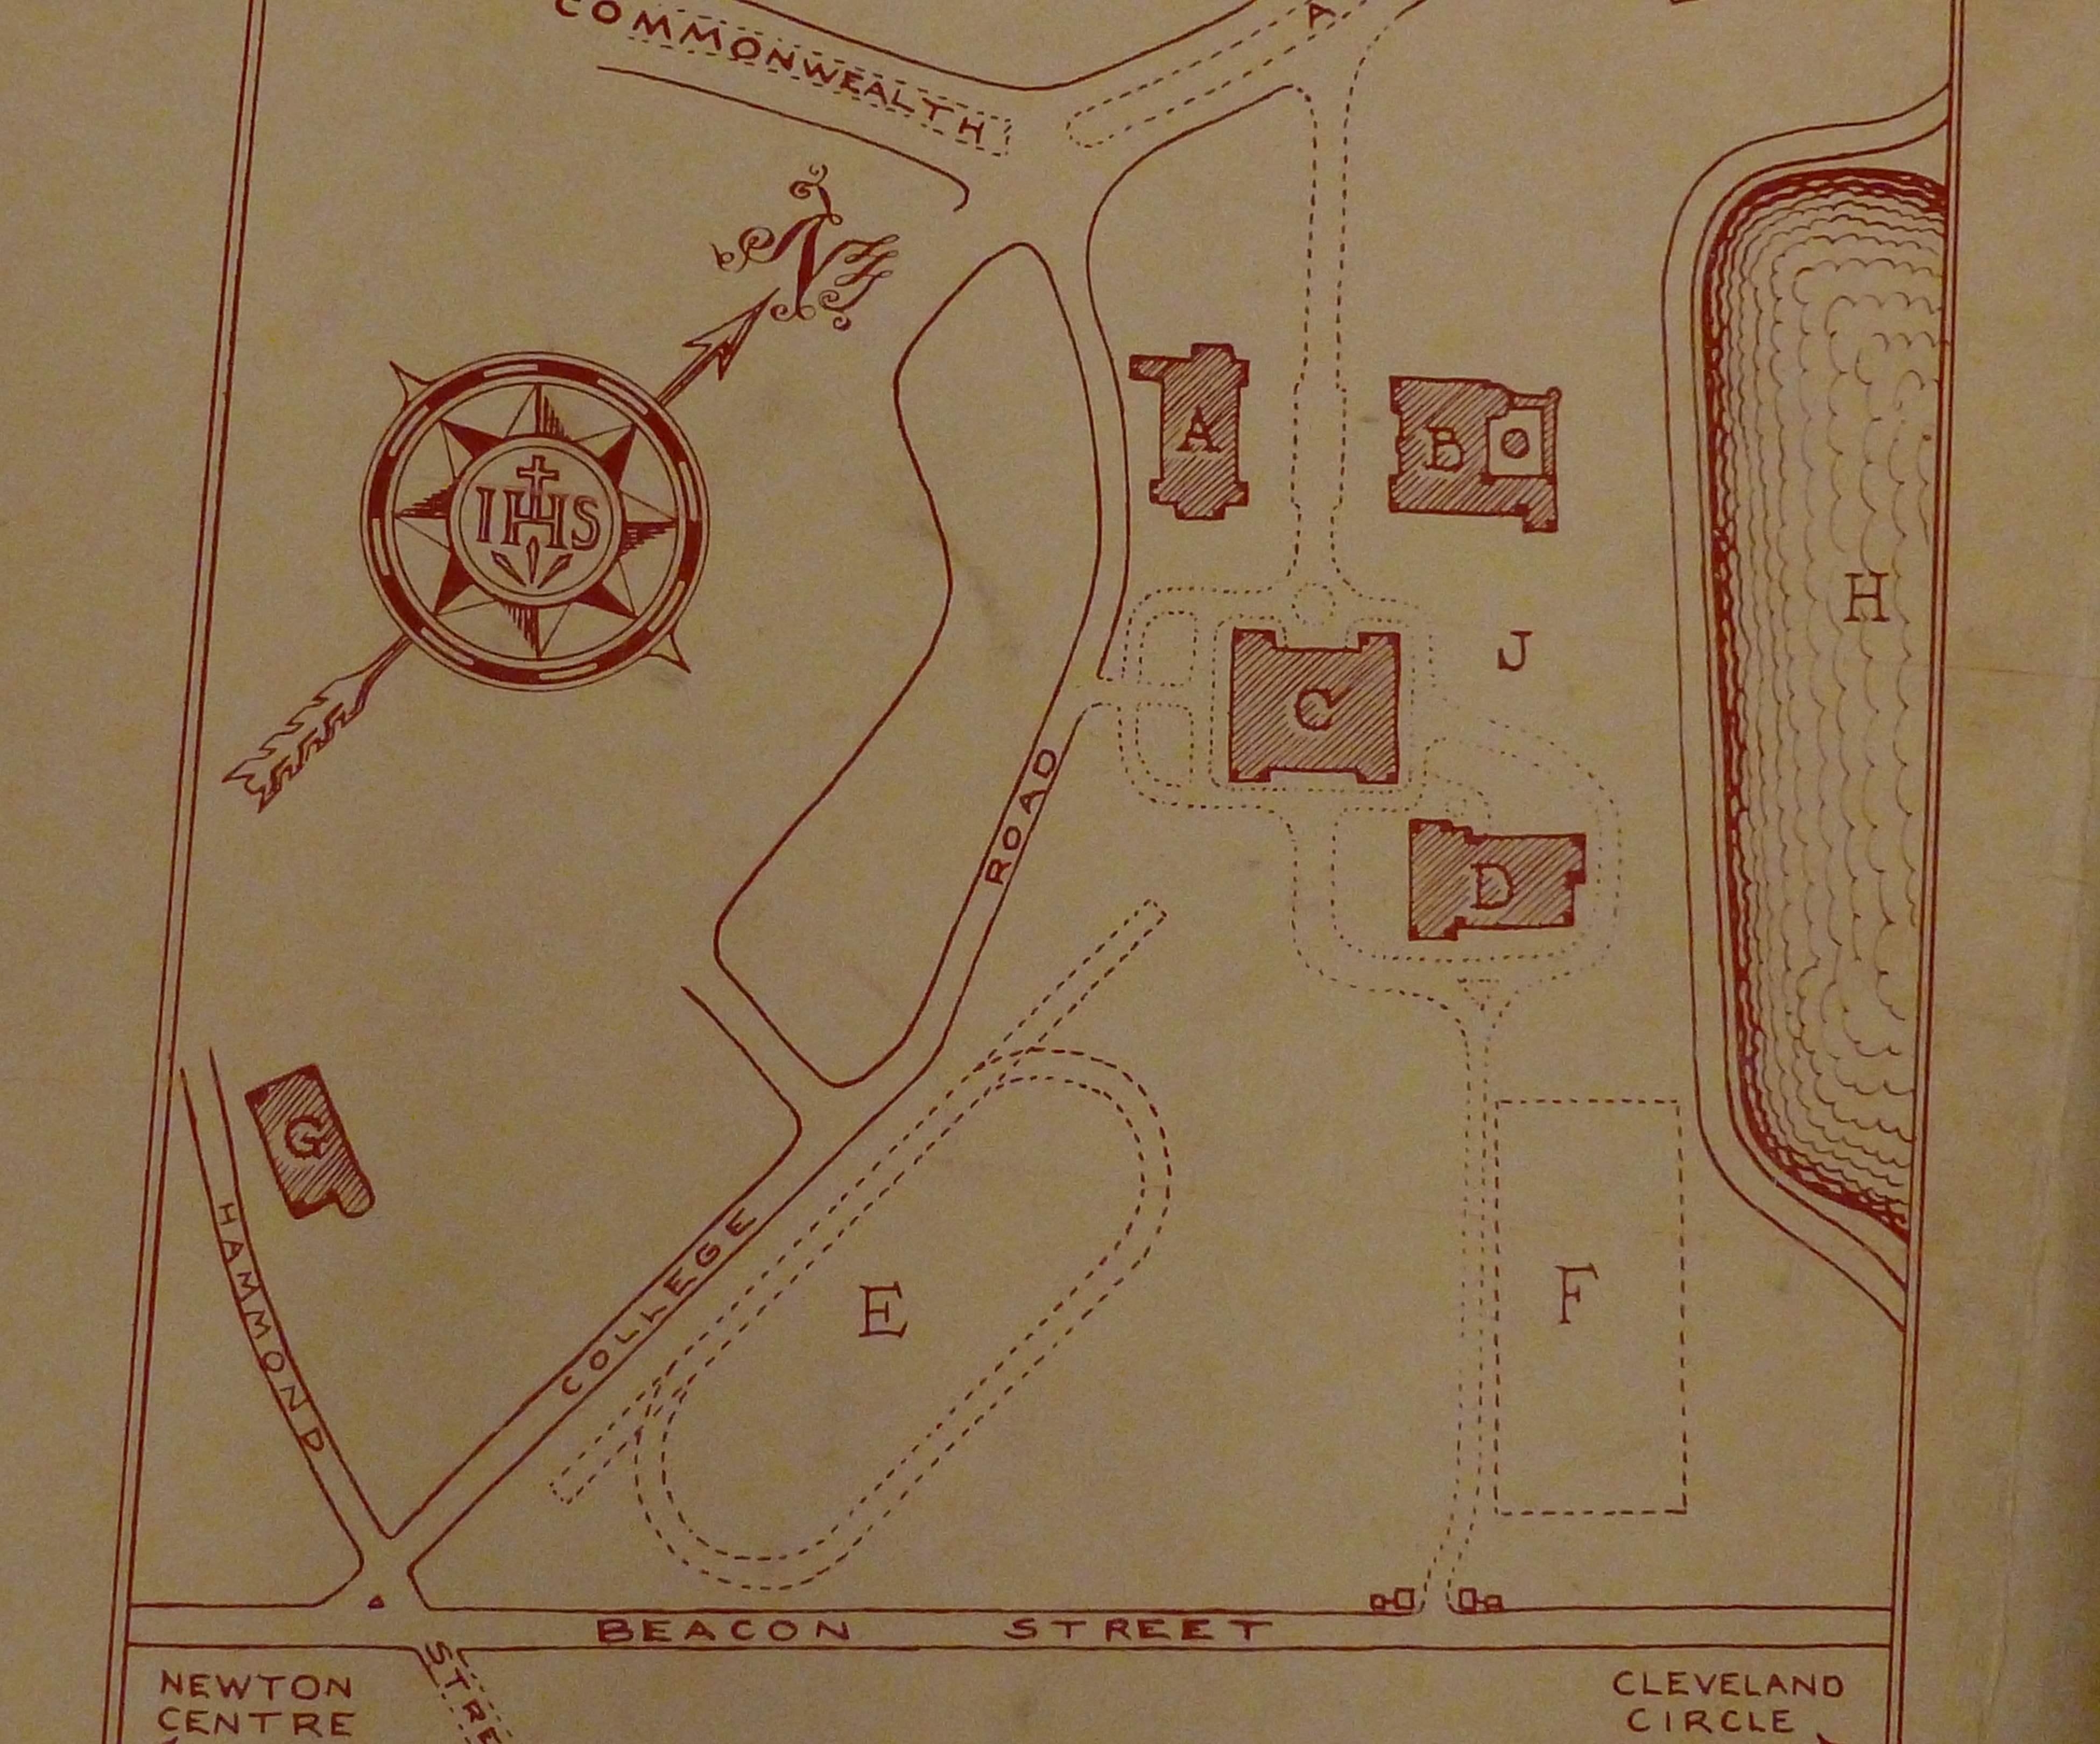 COMMONWEALTH
A
N
IHS
A
B
H
J
C
ROAD
D
G
HAMMOND
COLLEGE
E
F
BEACON STREET
STRE
NEWTON
CENTRE
CLEVELAND
CIRCLE